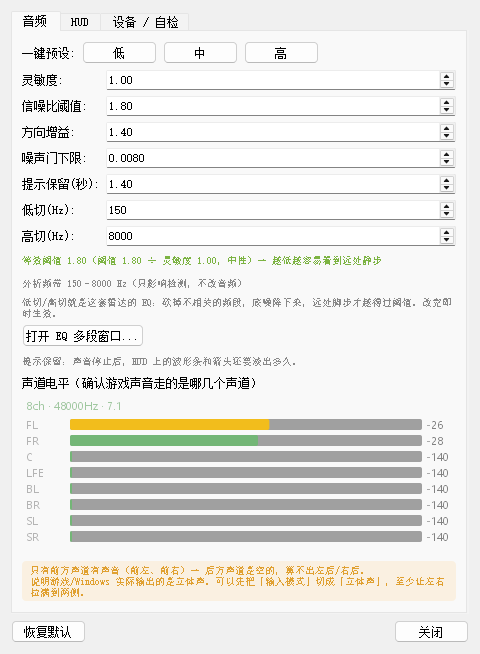 音频 HUD 设备 / 自检
一键预设: 低 中 高
灵敏度: 1.00
信噪比阈值: 1.80
方向增益: 1.40
噪声门下限: 0.0080
提示保留(秒): 1.40
低切(Hz): 150
高切(Hz): 8000
等效阈值 1.80（阈值 1.80 ÷ 灵敏度 1.00，中性）— 越低越容易看到远处脚步
分析频带 150–8000 Hz（只影响检测，不改音频）
低切/高切就是这套雷达的 EQ：砍掉不相关的频段，底噪降下来，远处脚步才越得过阈值。改完即
时生效。
打开 EQ 多段窗口...
提示保留：声音停止后，HUD 上的波形条和箭头还要淡出多久。
声道电平（确认游戏声音走的是哪几个声道）
8ch · 48000Hz · 7.1
FL -26
FR -28
C -140
LFE -140
BL -140
BR -140
SL -140
SR -140
只有前方声道有声音（前左、前右）— 后方声道是空的，算不出左后/右后。
说明游戏/Windows 实际输出的是立体声。可以先把「输入模式」切成「立体声」，至少让左右
拉满到两侧。
恢复默认 关闭